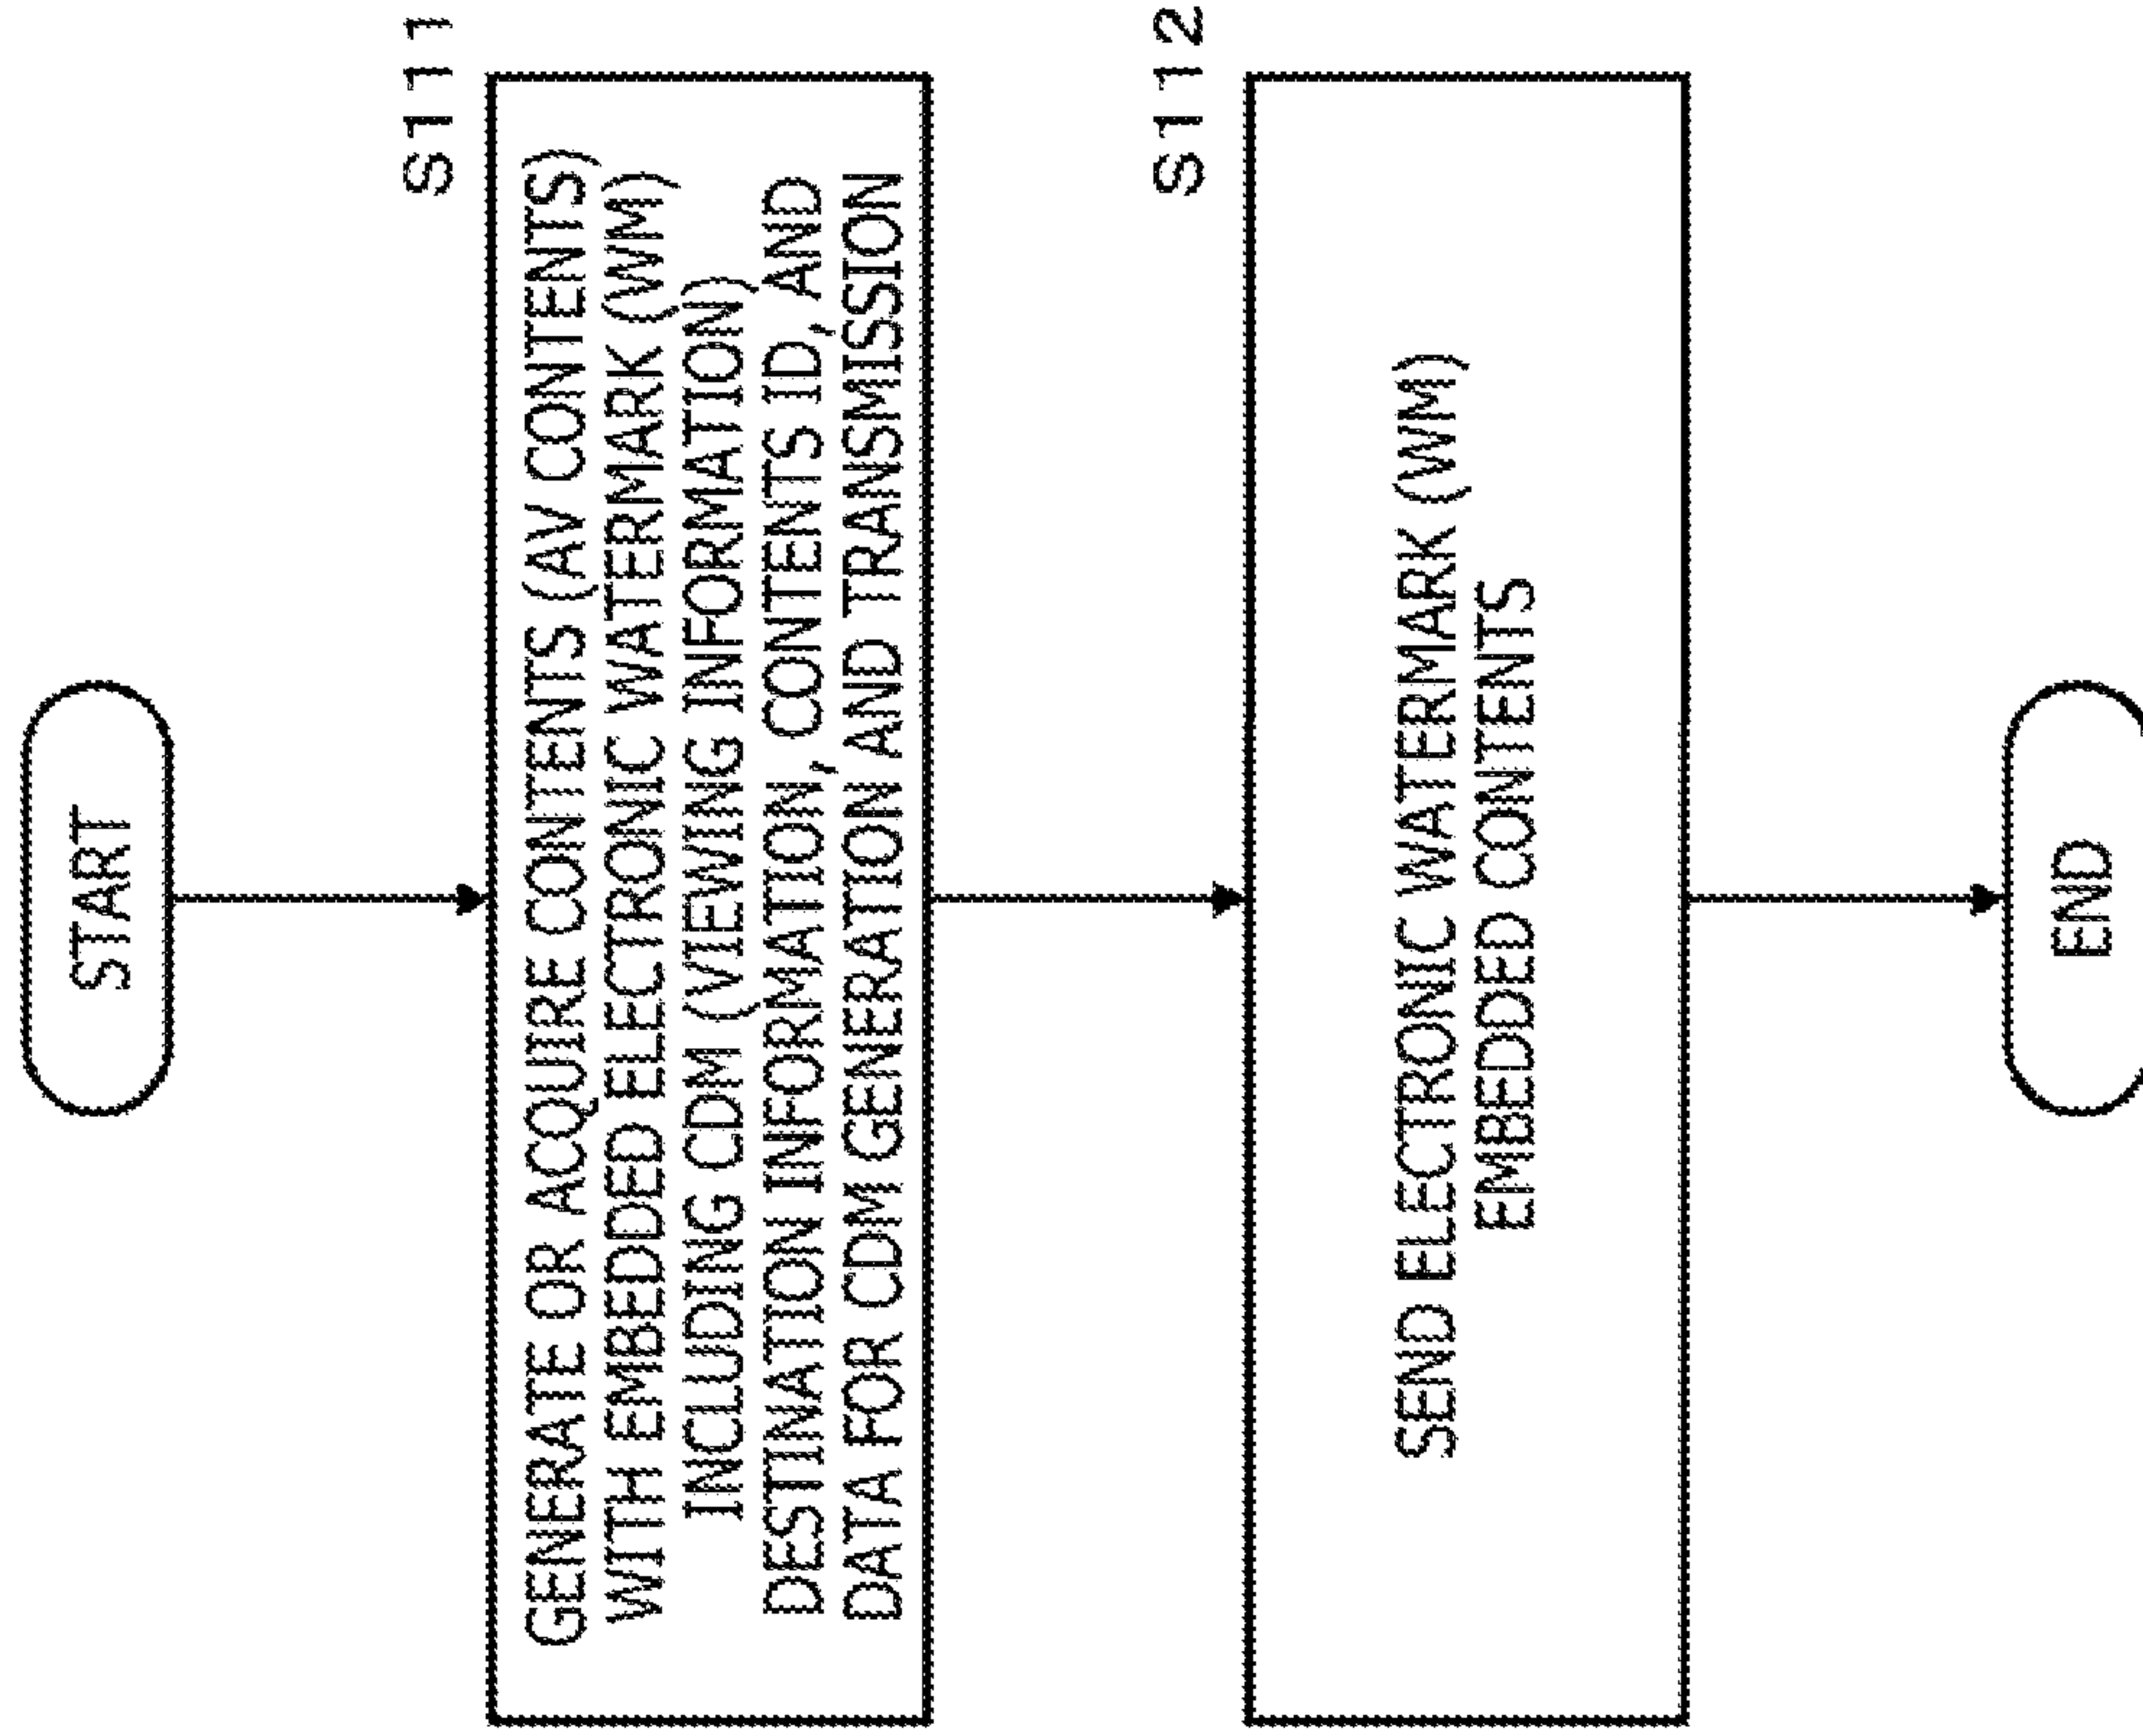 START
S111
GENERATE OR ACQUIRE CONTENTS (AV CONTENTS)
WITH EMBEDDED ELECTRONIC WATERMARK (WM)
INCLUDING CDM (VIEWING INFORMATION)
DESTINATION INFORMATION, CONTENTS ID, AND
DATA FOR CDM GENERATION AND TRANSMISSION
S112
SEND ELECTRONIC WATERMARK (WM)
EMBEDDED CONTENTS
END